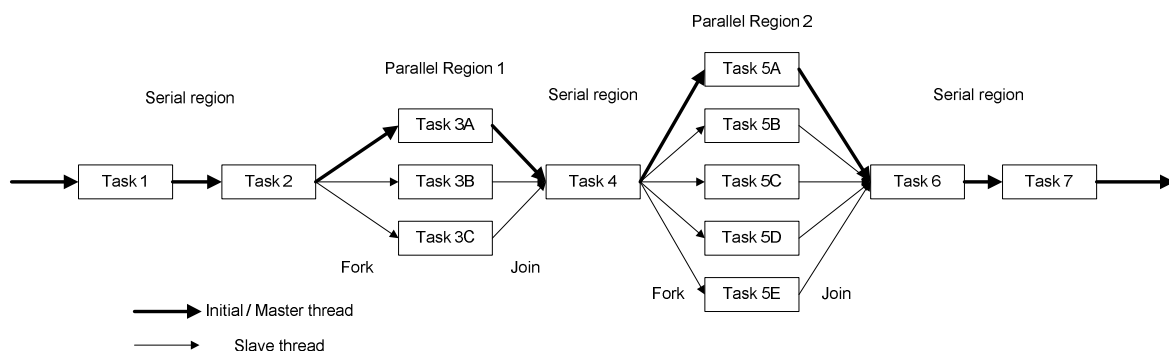 Parallel Region 2
Parallel Region 1
Serial region
Serial region
Serial region
Task 1
Task 2
Task 3A
Task 3B
Task 3C
Task 4
Task 5A
Task 5B
Task 5C
Task 5D
Task 5E
Task 6
Task 7
Fork
Join
Fork
Join
Initial / Master thread
Slave thread